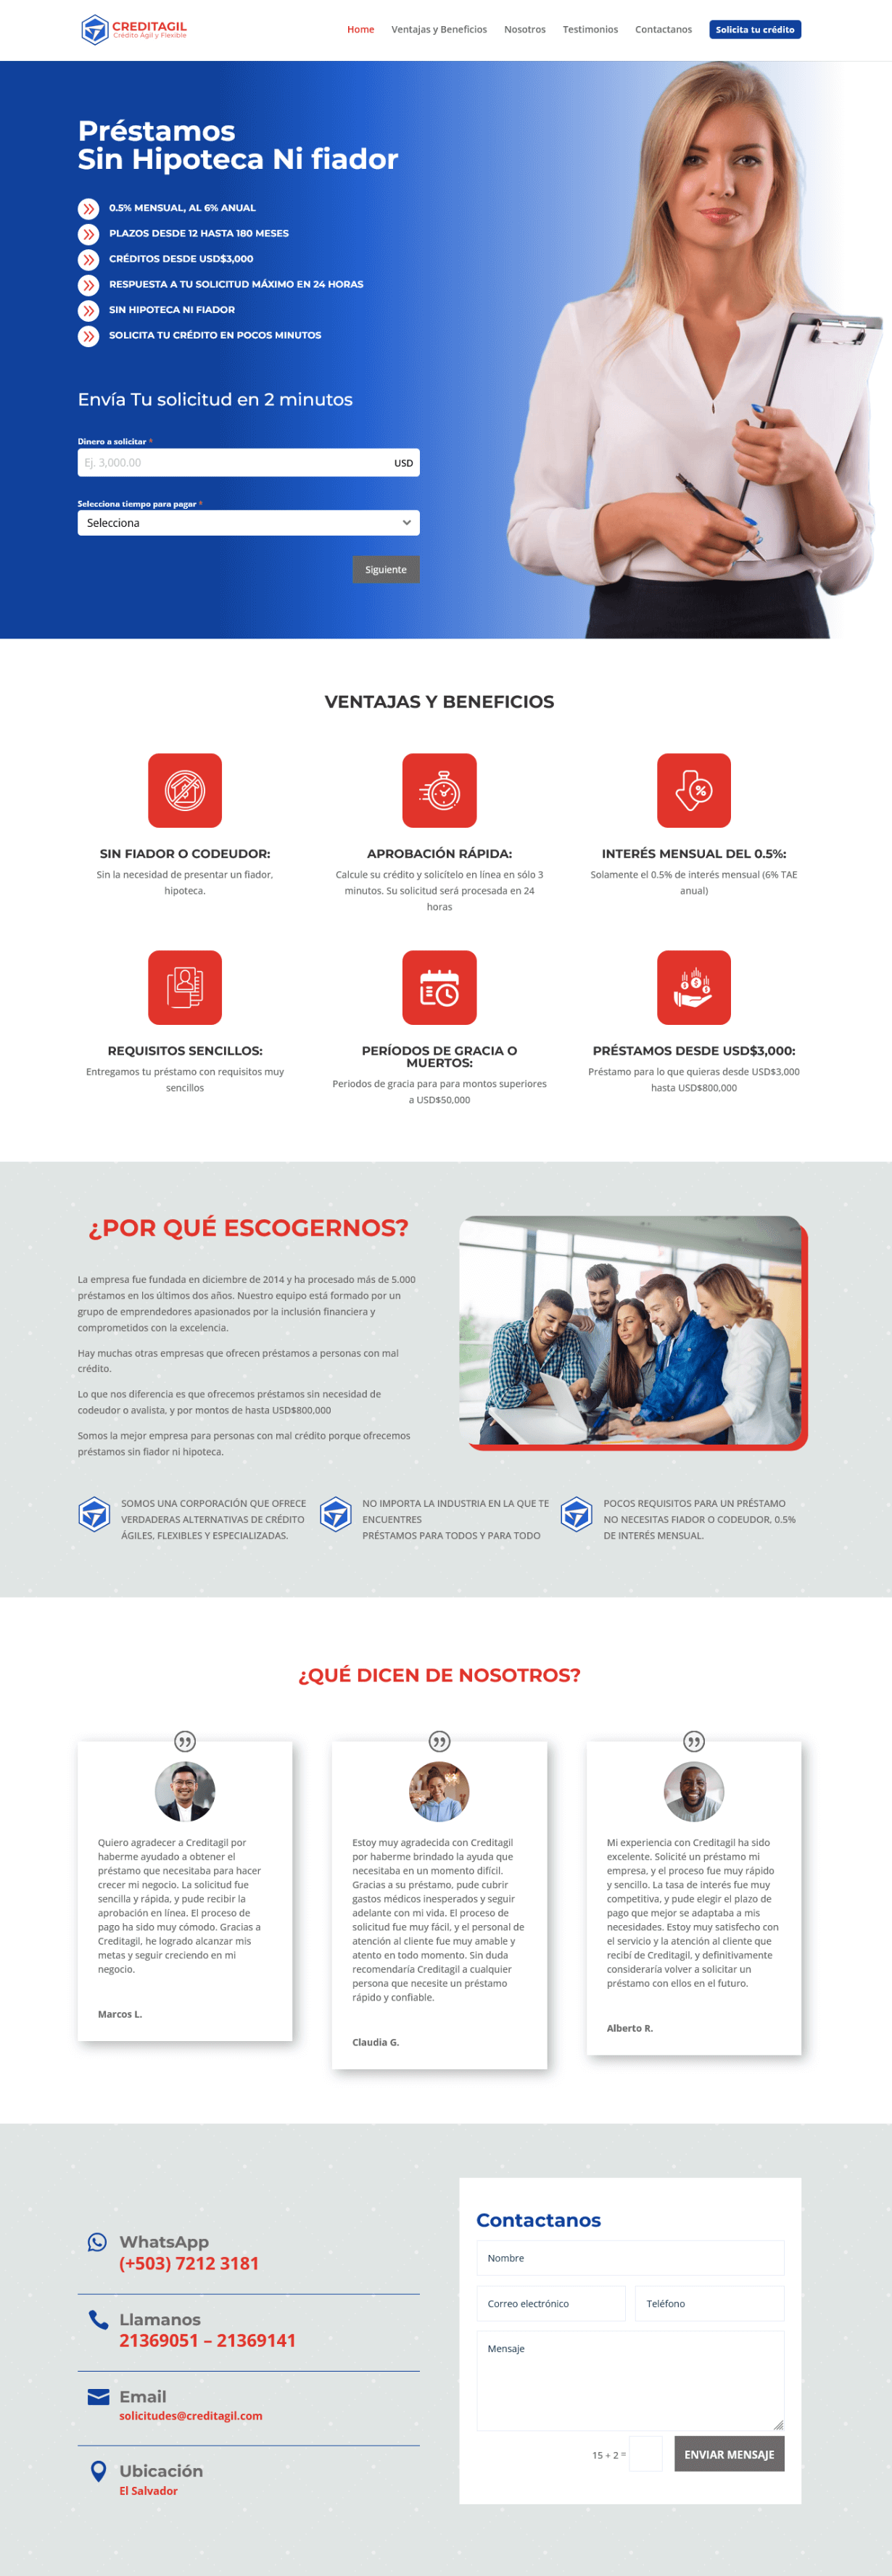 CREDITAGIL
Crédito Ágil y Flexible
Home
Ventajas y Beneficios
Nosotros
Testimonios
Contactanos
Solicita tu crédito
Préstamos
Sin Hipoteca Ni fiador
0.5% MENSUAL, AL 6% ANUAL
PLAZOS DESDE 12 HASTA 180 MESES
CRÉDITOS DESDE USD$3,000
RESPUESTA A TU SOLICITUD MÁXIMO EN 24 HORAS
SIN HIPOTECA NI FIADOR
SOLICITA TU CRÉDITO EN POCOS MINUTOS
Envía Tu solicitud en 2 minutos
Dinero a solicitar *
Ej. 3,000.00
USD
Selecciona tiempo para pagar *
Selecciona
Siguiente
VENTAJAS Y BENEFICIOS
SIN FIADOR O CODEUDOR:
Sin la necesidad de presentar un fiador,
hipoteca.
APROBACIÓN RÁPIDA:
Calcule su crédito y solicítelo en línea en sólo 3
minutos. Su solicitud será procesada en 24
horas
INTERÉS MENSUAL DEL 0.5%:
Solamente el 0.5% de interés mensual (6% TAE
anual)
REQUISITOS SENCILLOS:
Entregamos tu préstamo con requisitos muy
sencillos
PERÍODOS DE GRACIA O
MUERTOS:
Periodos de gracia para para montos superiores
a USD$50,000
PRÉSTAMOS DESDE USD$3,000:
Préstamo para lo que quieras desde USD$3,000
hasta USD$800,000
¿POR QUÉ ESCOGERNOS?
La empresa fue fundada en diciembre de 2014 y ha procesado más de 5.000
préstamos en los últimos dos años. Nuestro equipo está formado por un
grupo de emprendedores apasionados por la inclusión financiera y
comprometidos con la excelencia.
Hay muchas otras empresas que ofrecen préstamos a personas con mal
crédito.
Lo que nos diferencia es que ofrecemos préstamos sin necesidad de
codeudor o avalista, y por montos de hasta USD$800,000
Somos la mejor empresa para personas con mal crédito porque ofrecemos
préstamos sin fiador ni hipoteca.
SOMOS UNA CORPORACIÓN QUE OFRECE
VERDADERAS ALTERNATIVAS DE CRÉDITO
ÁGILES, FLEXIBLES Y ESPECIALIZADAS.
NO IMPORTA LA INDUSTRIA EN LA QUE TE
ENCUENTRES
PRÉSTAMOS PARA TODOS Y PARA TODO
POCOS REQUISITOS PARA UN PRÉSTAMO
NO NECESITAS FIADOR O CODEUDOR, 0.5%
DE INTERÉS MENSUAL.
¿QUÉ DICEN DE NOSOTROS?
Quiero agradecer a Creditagil por
haberme ayudado a obtener el
préstamo que necesitaba para hacer
crecer mi negocio. La solicitud fue
sencilla y rápida, y pude recibir la
aprobación en línea. El proceso de
pago ha sido muy cómodo. Gracias a
Creditagil, he logrado alcanzar mis
metas y seguir creciendo en mi
negocio.
Marcos L.
Estoy muy agradecida con Creditagil
por haberme brindado la ayuda que
necesitaba en un momento difícil.
Gracias a su préstamo, pude cubrir
gastos médicos inesperados y seguir
adelante con mi vida. El proceso de
solicitud fue muy fácil, y el personal de
atención al cliente fue muy amable y
atento en todo momento. Sin duda
recomendaría Creditagil a cualquier
persona que necesite un préstamo
rápido y confiable.
Claudia G.
Mi experiencia con Creditagil ha sido
excelente. Solicité un préstamo mi
empresa, y el proceso fue muy rápido
y sencillo. La tasa de interés fue muy
competitiva, y pude elegir el plazo de
pago que mejor se adaptaba a mis
necesidades. Estoy muy satisfecho con
el servicio y la atención al cliente que
recibí de Creditagil, y definitivamente
consideraría volver a solicitar un
préstamo con ellos en el futuro.
Alberto R.
WhatsApp
(+503) 7212 3181
Llamanos
21369051 – 21369141
Email
solicitudes@creditagil.com
Ubicación
El Salvador
Contactanos
Nombre
Correo electrónico
Teléfono
Mensaje
15 + 2 =
ENVIAR MENSAJE